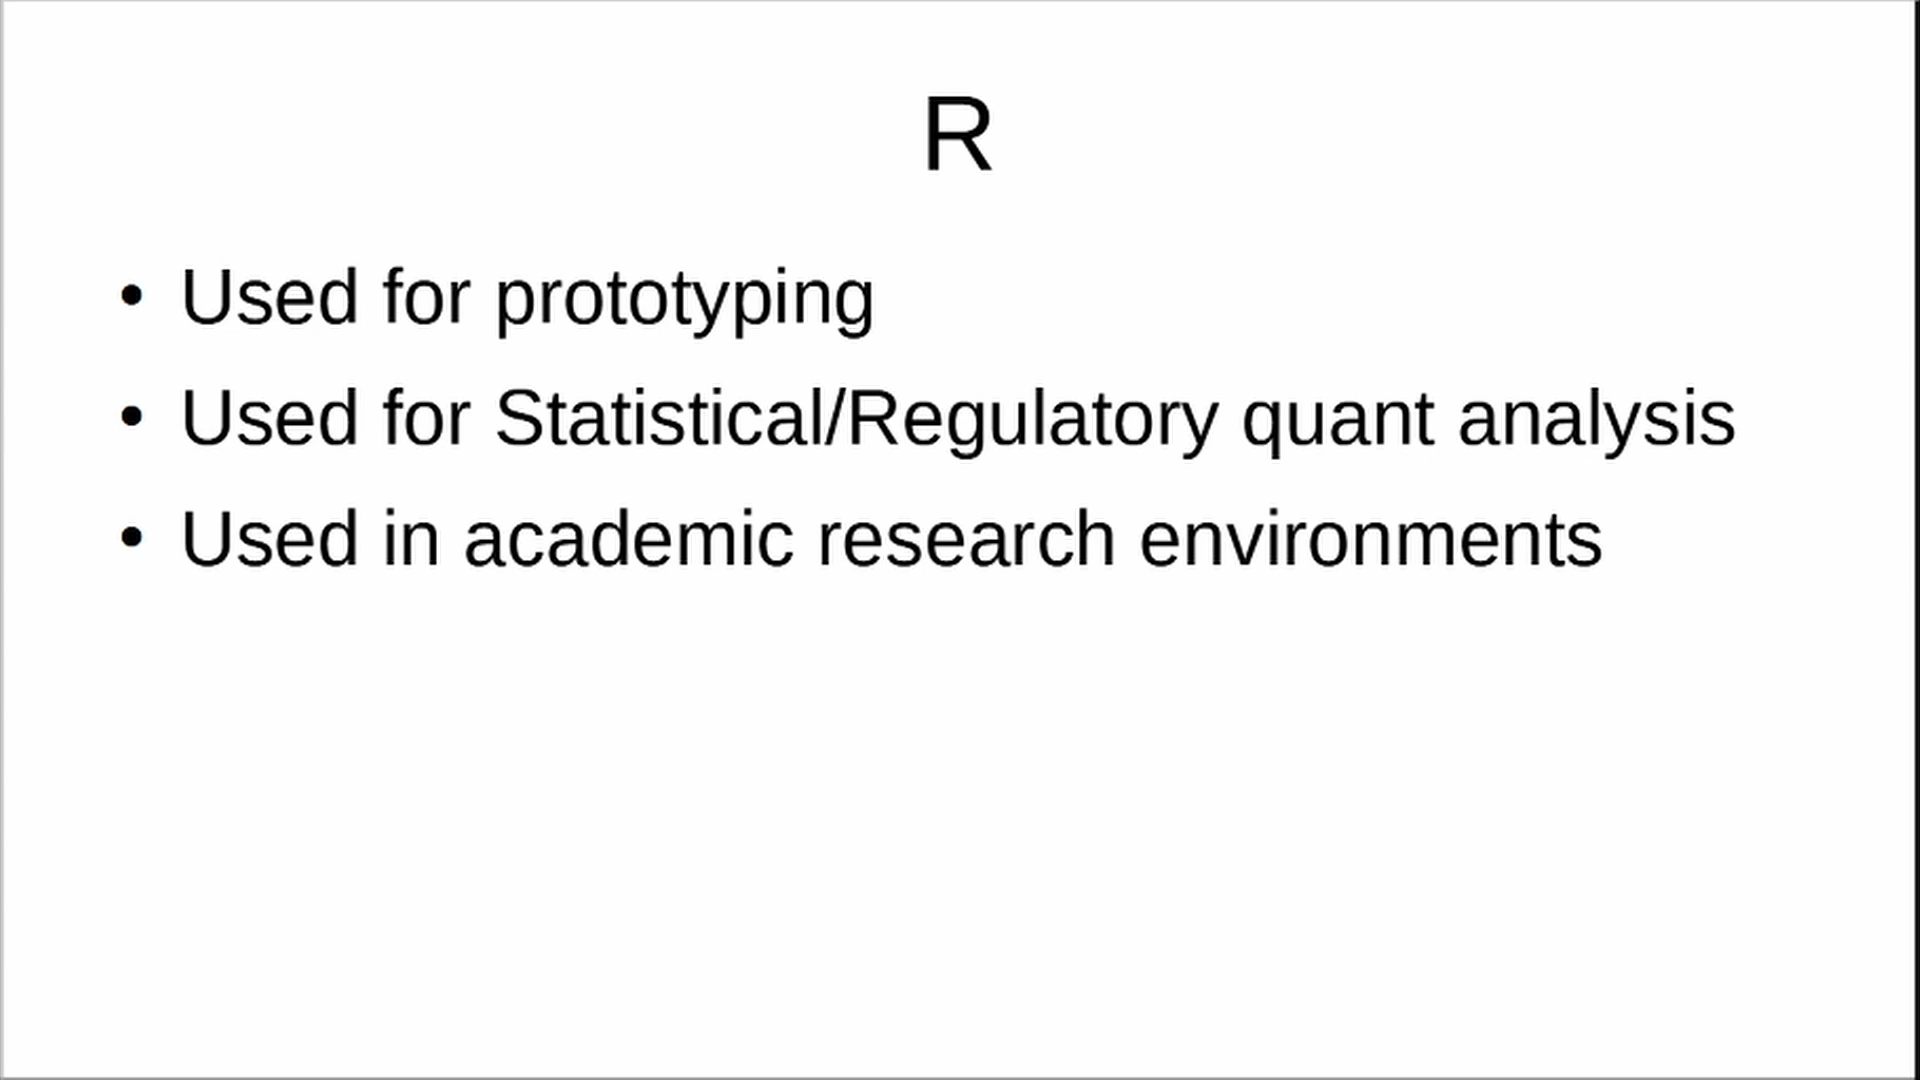 R
• Used for prototyping
• Used for Statistical/Regulatory quant analysis
• Used in academic research environments